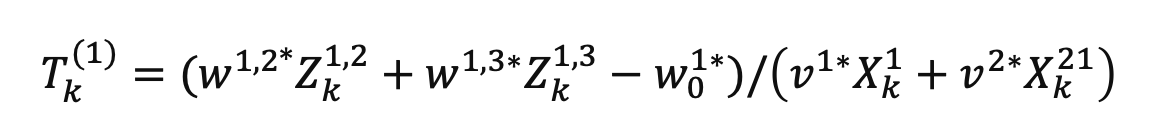 $T_k^{(1)} = (w^{1,2*} Z_k^{1,2} + w^{1,3*} Z_k^{1,3} - w_0^{1*}) / (v^{1*} X_k^1 + v^{2*} X_k^{21})$